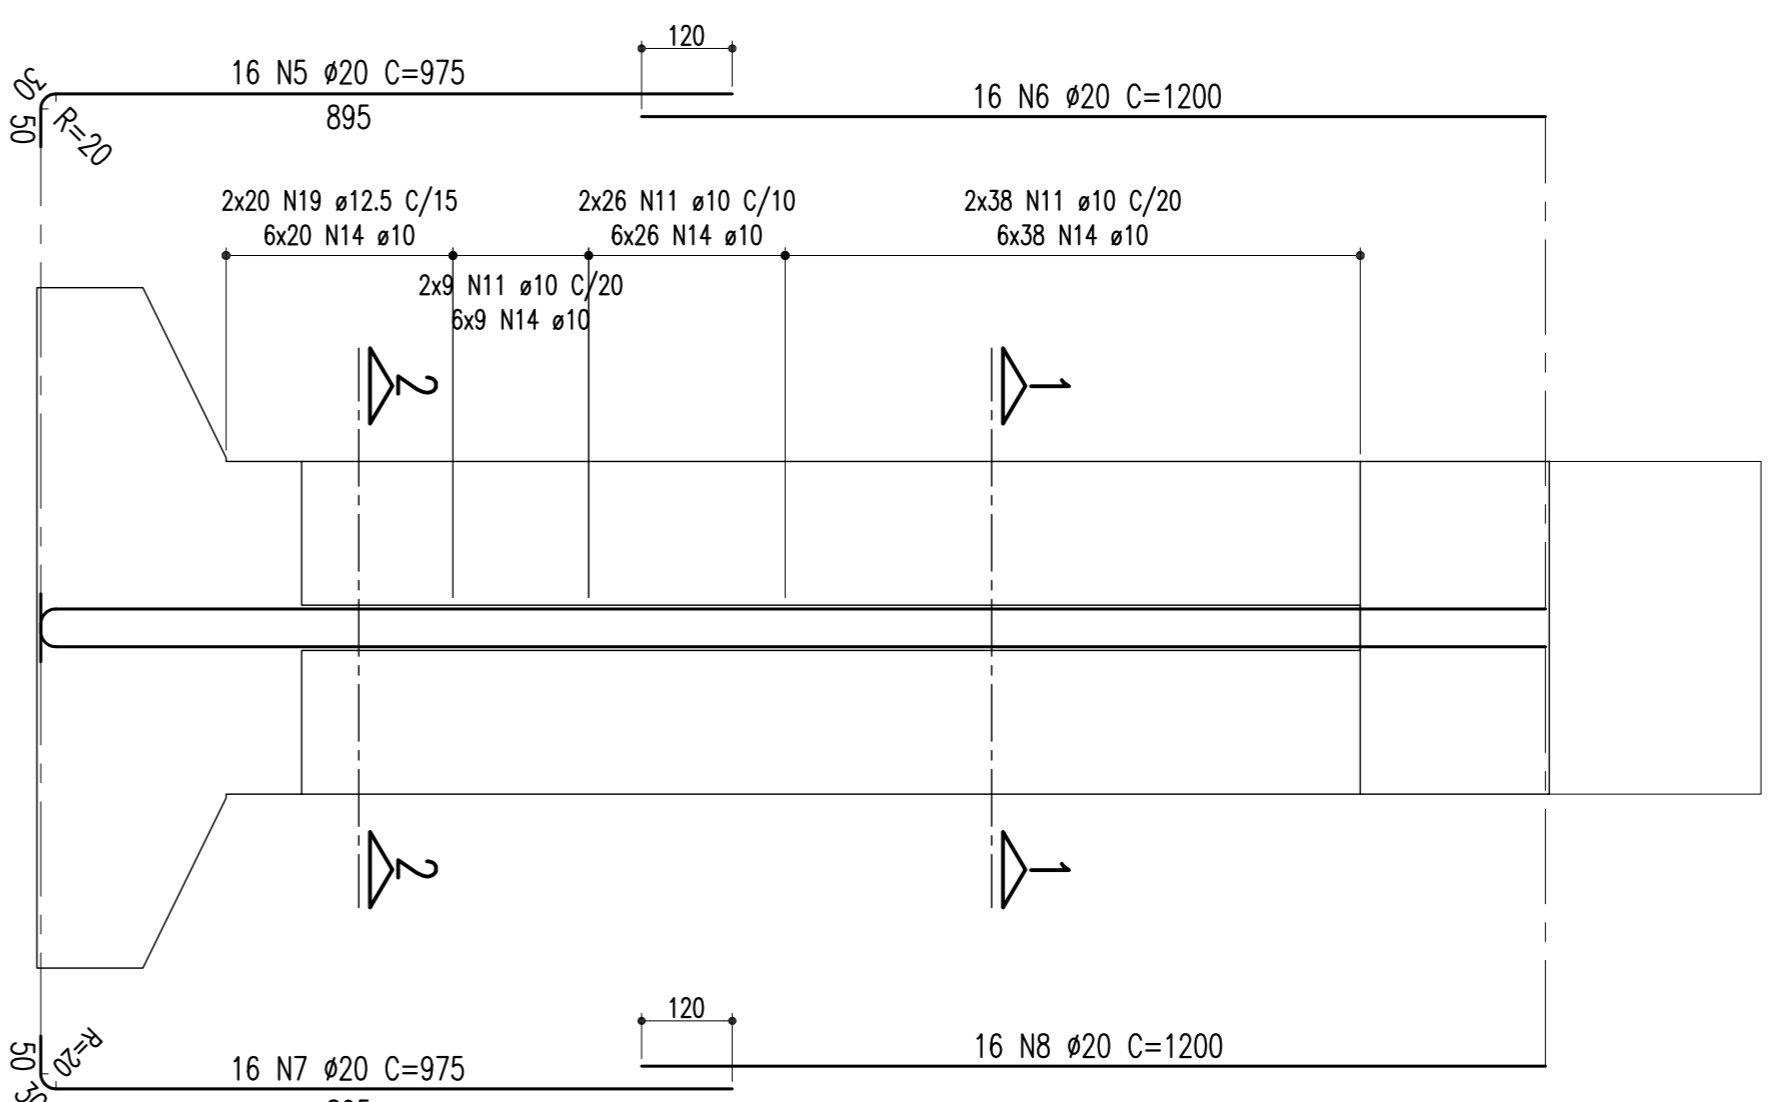 120
16 N5 ø20 C=975
30
16 N6 ø20 C=1200
895
50
R=20
2x20 N19 ø12.5 C/15
2x26 N11 ø10 C/10
2x38 N11 ø10 C/20
6x20 N14 ø10
6x26 N14 ø10
6x38 N14 ø10
2x9 N11 ø10 C/20
6x9 N14 ø10
2
1
2
1
120
16 N8 ø20 C=1200
50
R=20
16 N7 ø20 C=975